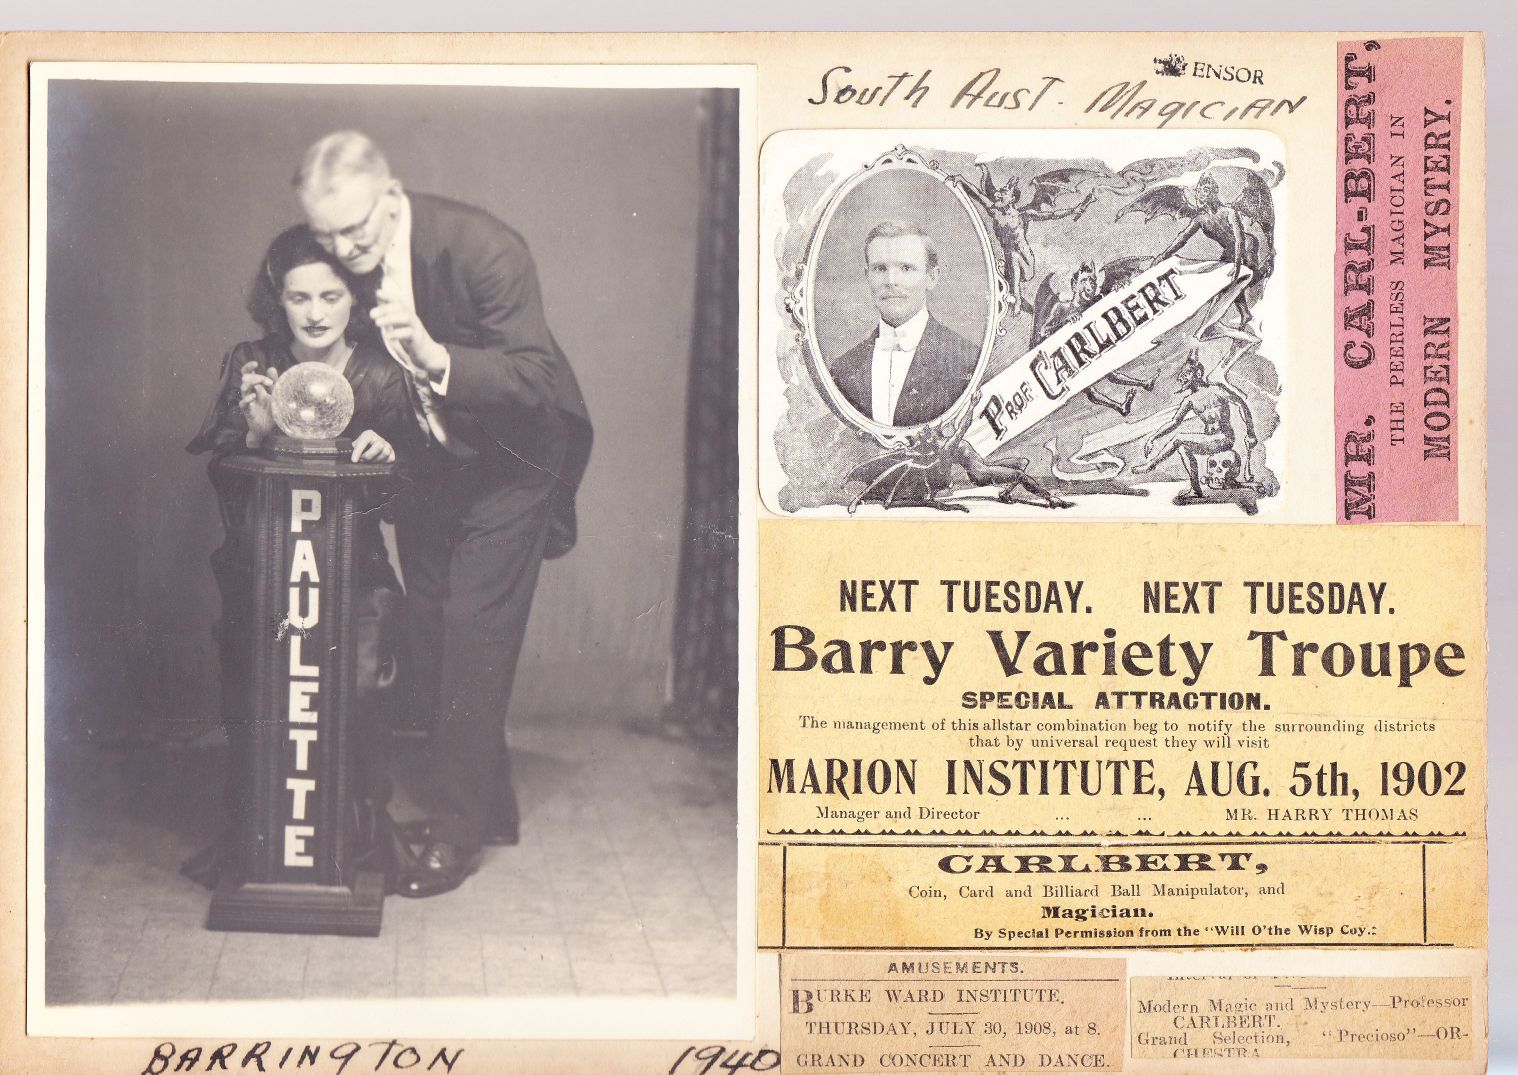 PAULETTE
BARRINGTON 1940
ENSOR
SOUTH AUST. MAGICIAN
PROF. CARLBERT
MR. CARL-BERT,
THE PEERLESS MAGICIAN IN
MODERN MYSTERY.
NEXT TUESDAY. NEXT TUESDAY.
Barry Variety Troupe
SPECIAL ATTRACTION.
The management of this allstar combination beg to notify the surrounding districts
that by universal request they will visit
MARION INSTITUTE, AUG. 5th, 1902
Manager and Director ... ... MR. HARRY THOMAS
CARLBERT,
Coin, Card and Billiard Ball Manipulator, and
Magician.
By Special Permission from the "Will O'the Wisp Coy.:
AMUSEMENTS.
BURKE WARD INSTITUTE.
THURSDAY, JULY 30, 1908, at 8.
GRAND CONCERT AND DANCE.
Modern Magic and Mystery—Professor
CARLBERT.
Grand Selection, "Precioso"—OR-
CHESTRA